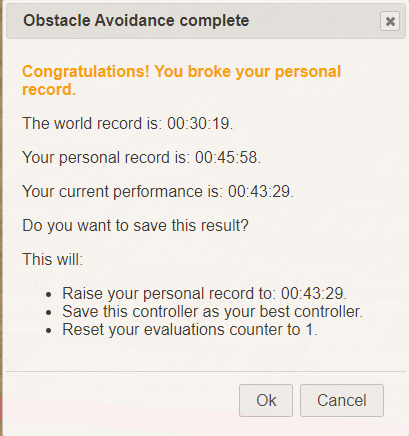 Obstacle Avoidance complete
Congratulations! You broke your personal
record.
The world record is: 00:30:19.
Your personal record is: 00:45:58.
Your current performance is: 00:43:29.
Do you want to save this result?
This will:
• Raise your personal record to: 00:43:29.
• Save this controller as your best controller.
• Reset your evaluations counter to 1.
Ok Cancel